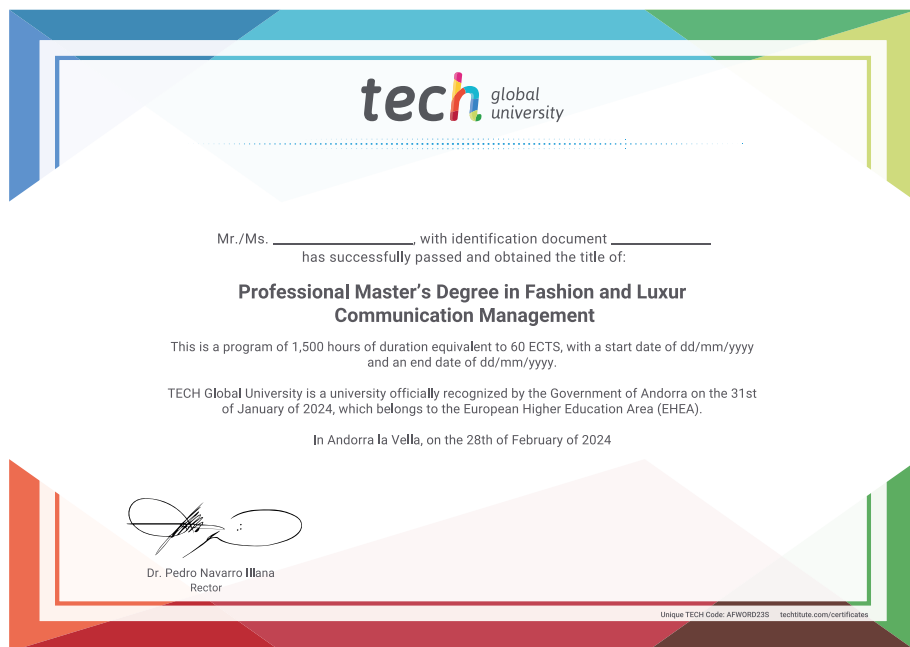 tech global university
Mr./Ms. ________________, with identification document ____________
has successfully passed and obtained the title of:
Professional Master’s Degree in Fashion and Luxur
Communication Management
This is a program of 1,500 hours of duration equivalent to 60 ECTS, with a start date of dd/mm/yyyy
and an end date of dd/mm/yyyy.
TECH Global University is a university officially recognized by the Government of Andorra on the 31st
of January of 2024, which belongs to the European Higher Education Area (EHEA).
In Andorra la Vella, on the 28th of February of 2024
Dr. Pedro Navarro Illana
Rector
Unique TECH Code: AFWORD23S techtitute.com/certificates